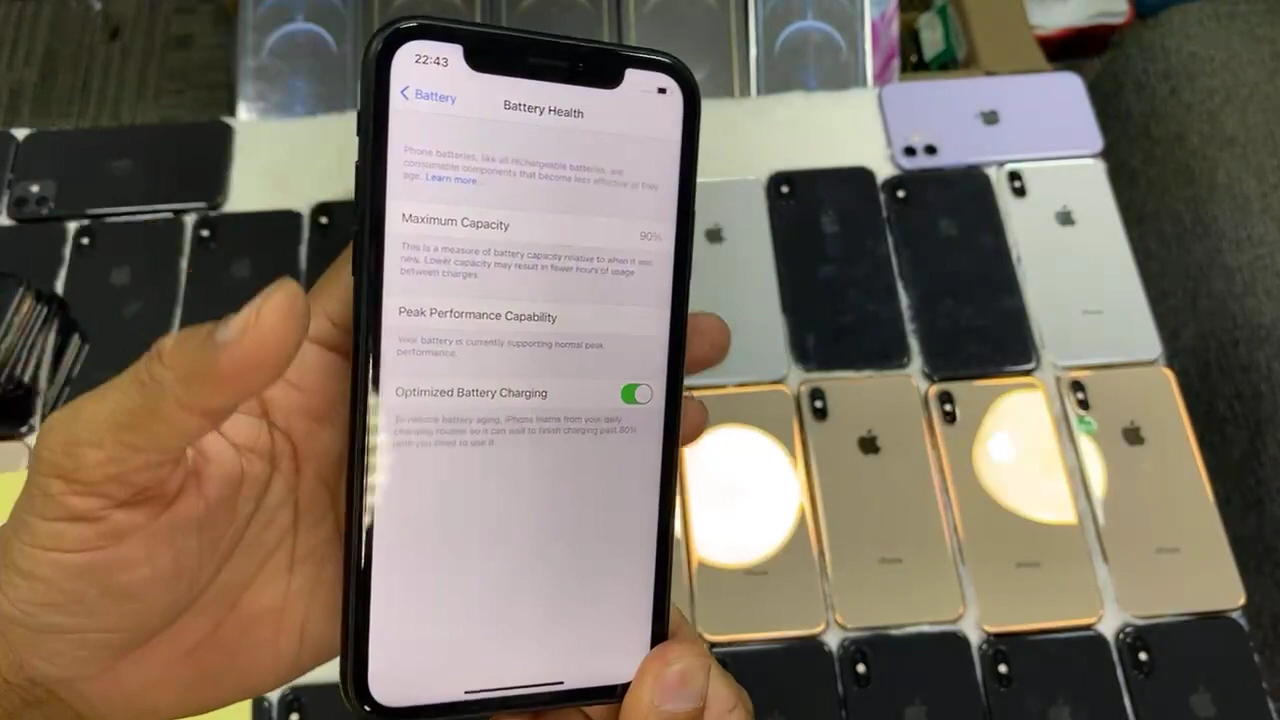 22:43
Battery
Battery Health
Phone batteries, like all rechargeable batteries, are
consumable components that become less effective as they
age. Learn more...
Maximum Capacity
90%
This is a measure of battery capacity relative to when it was
new. Lower capacity may result in fewer hours of usage
between charges.
Peak Performance Capability
Your battery is currently supporting normal peak
performance.
Optimized Battery Charging
To reduce battery aging, iPhone learns from your daily
charging routine so it can wait to finish charging past 80%
until you need to use it.
iPhone
iPhone